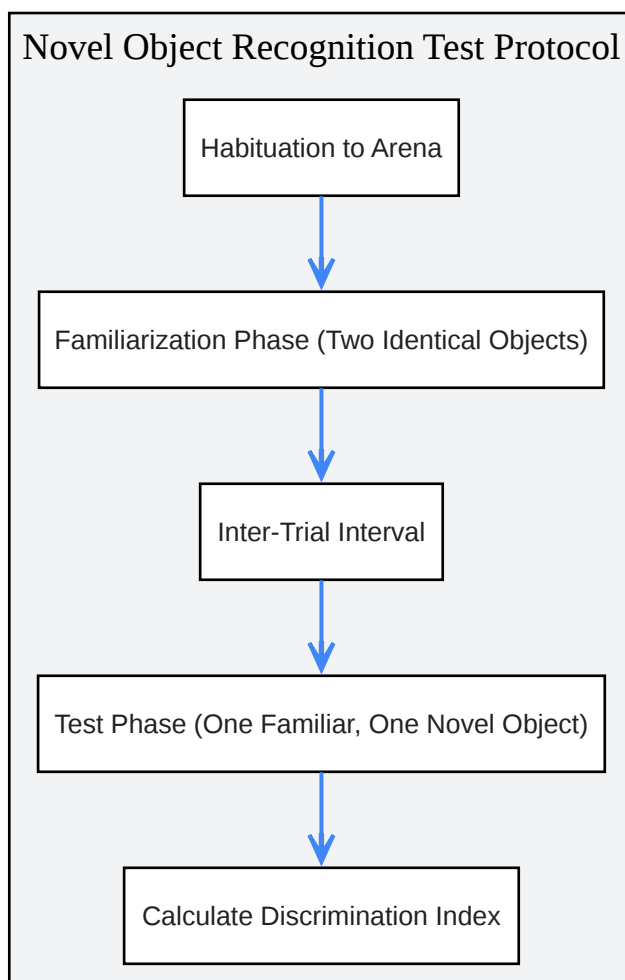 Novel Object Recognition Test Protocol
Habituation to Arena
Familiarization Phase (Two Identical Objects)
Inter-Trial Interval
Test Phase (One Familiar, One Novel Object)
Calculate Discrimination Index